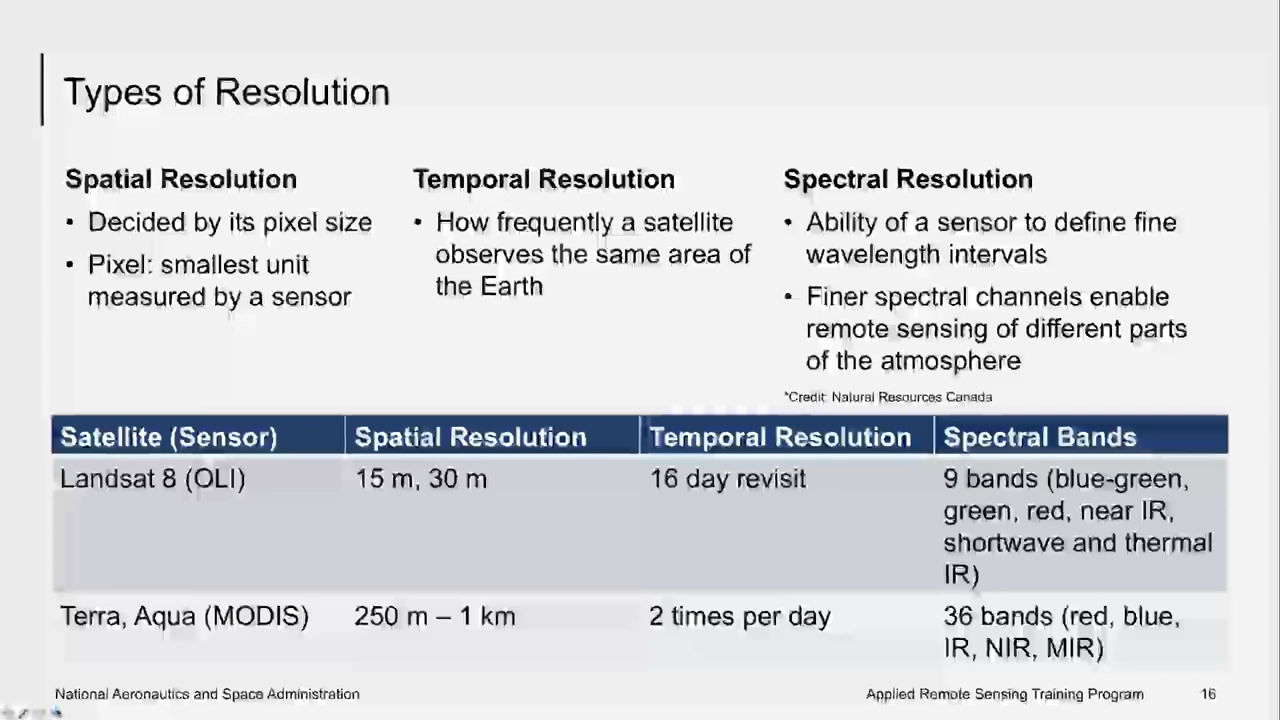 Types of Resolution
Spatial Resolution
• Decided by its pixel size
• Pixel: smallest unit
measured by a sensor
Temporal Resolution
• How frequently a satellite
observes the same area of
the Earth
Spectral Resolution
• Ability of a sensor to define fine
wavelength intervals
• Finer spectral channels enable
remote sensing of different parts
of the atmosphere
*Credit: Natural Resources Canada
Satellite (Sensor) Spatial Resolution Temporal Resolution Spectral Bands
Landsat 8 (OLI) 15 m, 30 m 16 day revisit 9 bands (blue-green,
green, red, near IR,
shortwave and thermal
IR)
Terra, Aqua (MODIS) 250 m – 1 km 2 times per day 36 bands (red, blue,
IR, NIR, MIR)
National Aeronautics and Space Administration Applied Remote Sensing Training Program 16